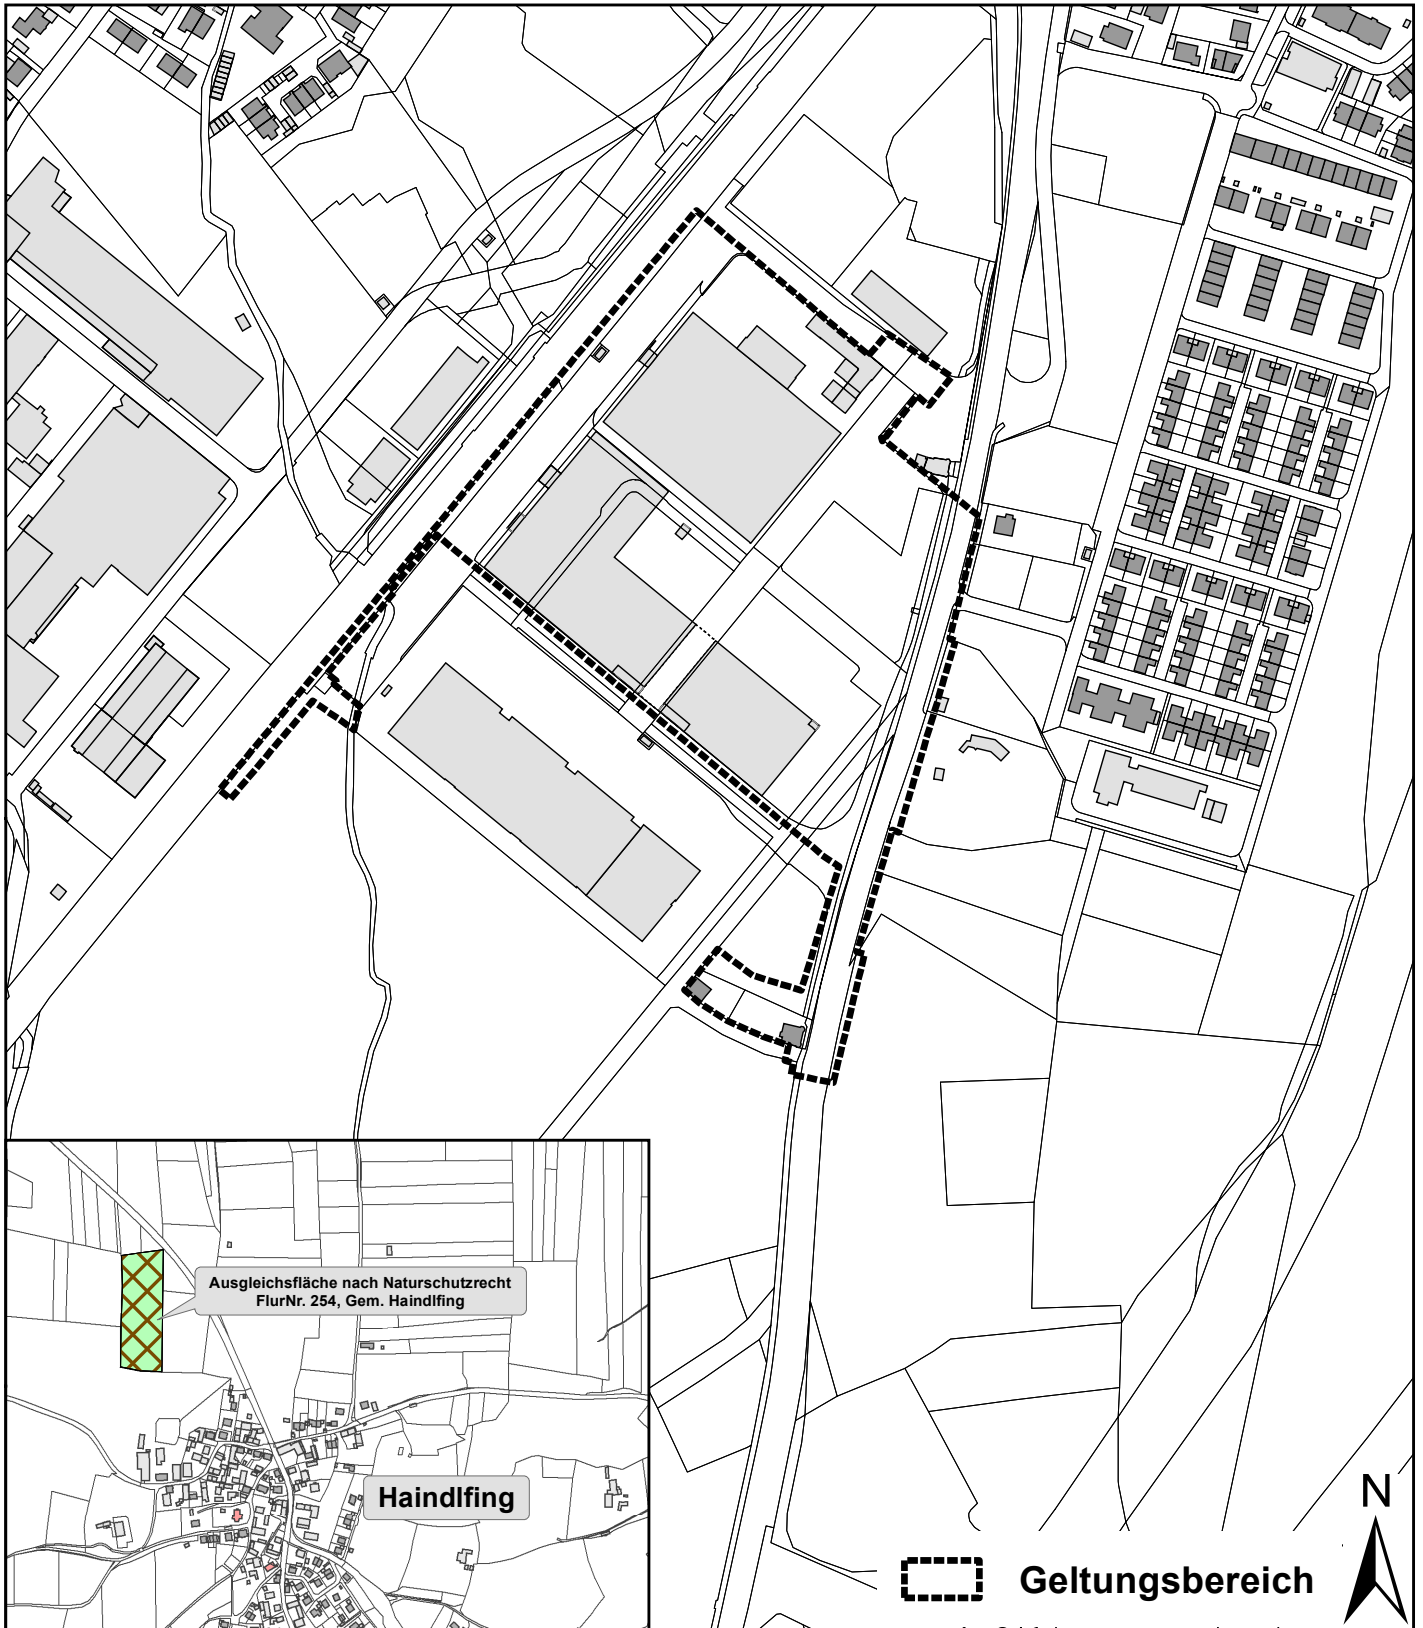 Ausgleichsfläche nach Naturschutzrecht
FlurNr. 254, Gem. Haindlfing
Haindlfing
N
Geltungsbereich